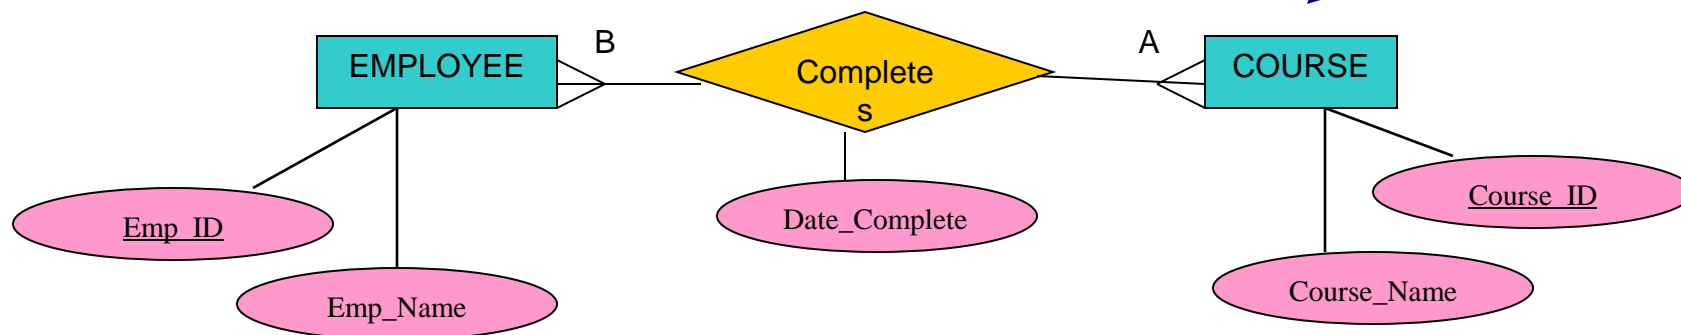 B
A
EMPLOYEE
Complete
s
COURSE
Emp_ID
Date_Complete
Course_ID
Emp_Name
Course_Name